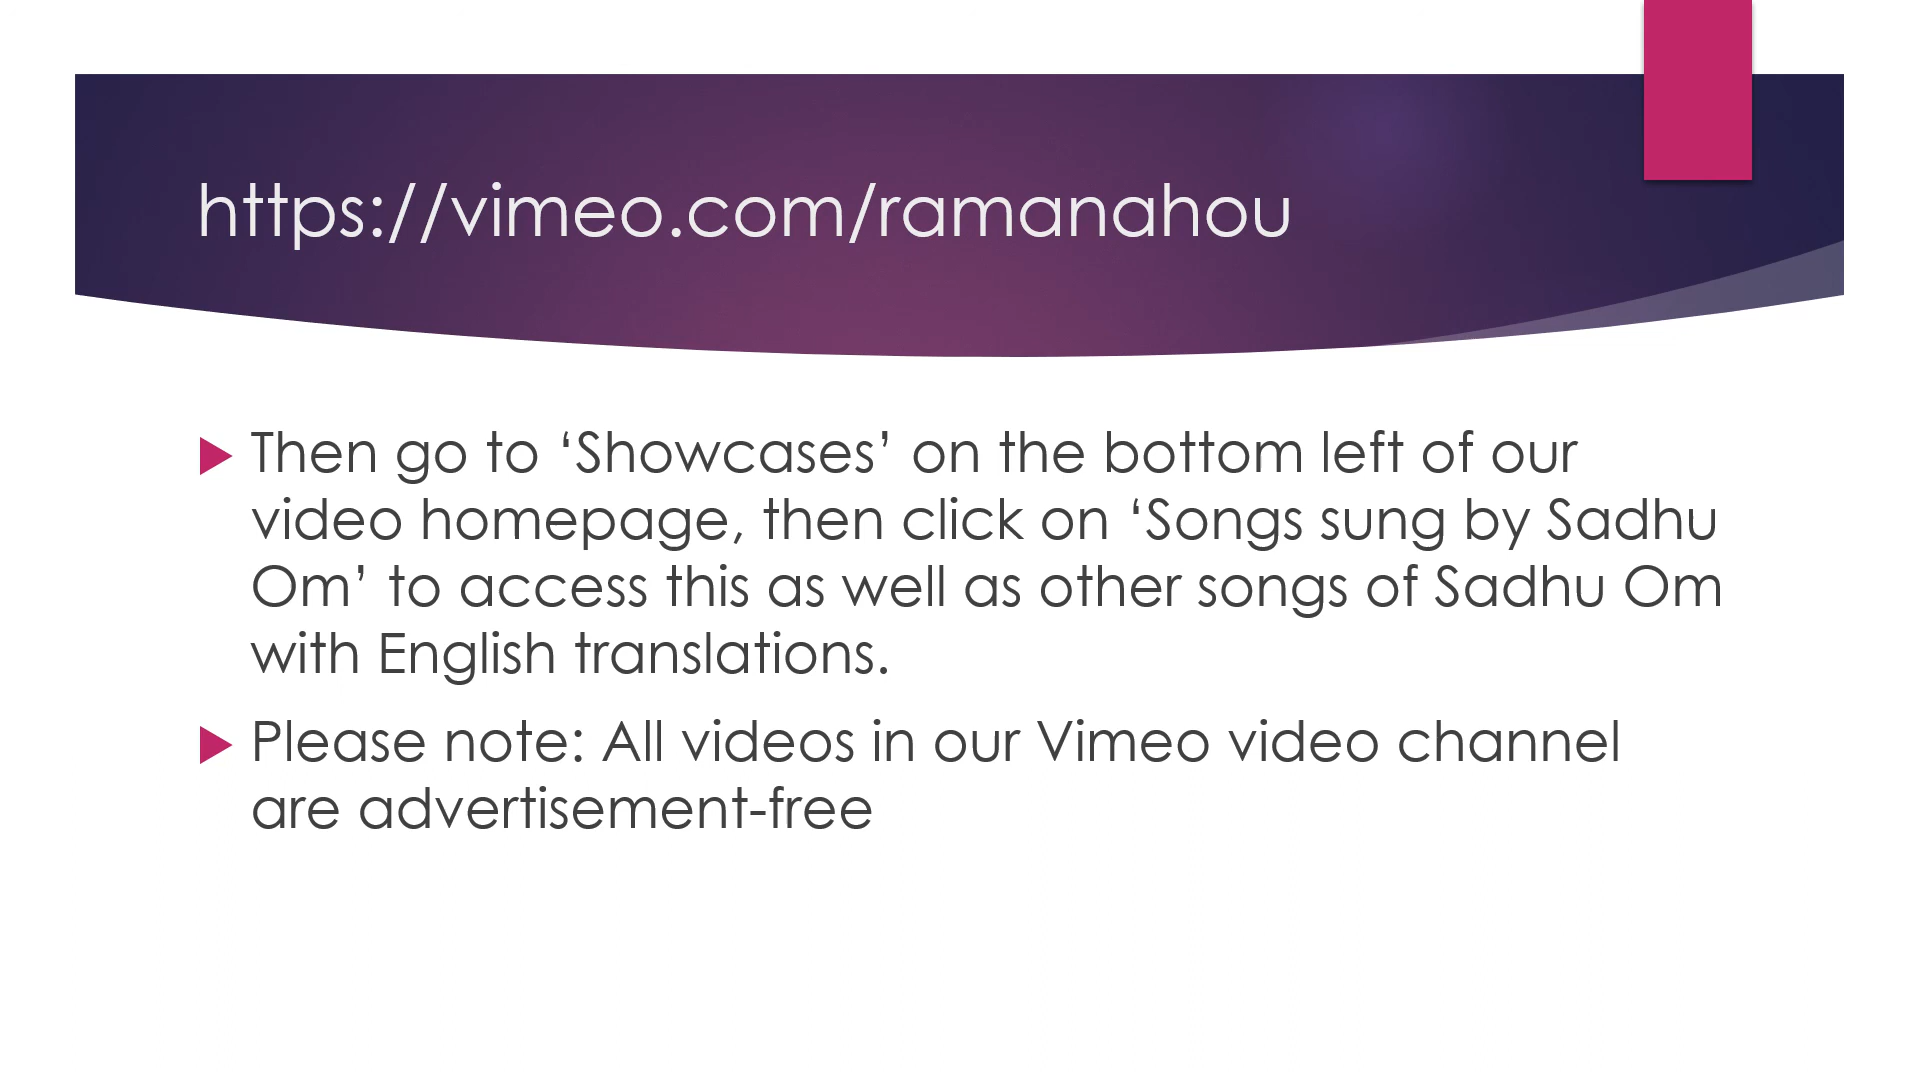 https://vimeo.com/ramanahou
Then go to ‘Showcases’ on the bottom left of our
video homepage, then click on ‘Songs sung by Sadhu
Om’ to access this as well as other songs of Sadhu Om
with English translations.
Please note: All videos in our Vimeo video channel
are advertisement-free